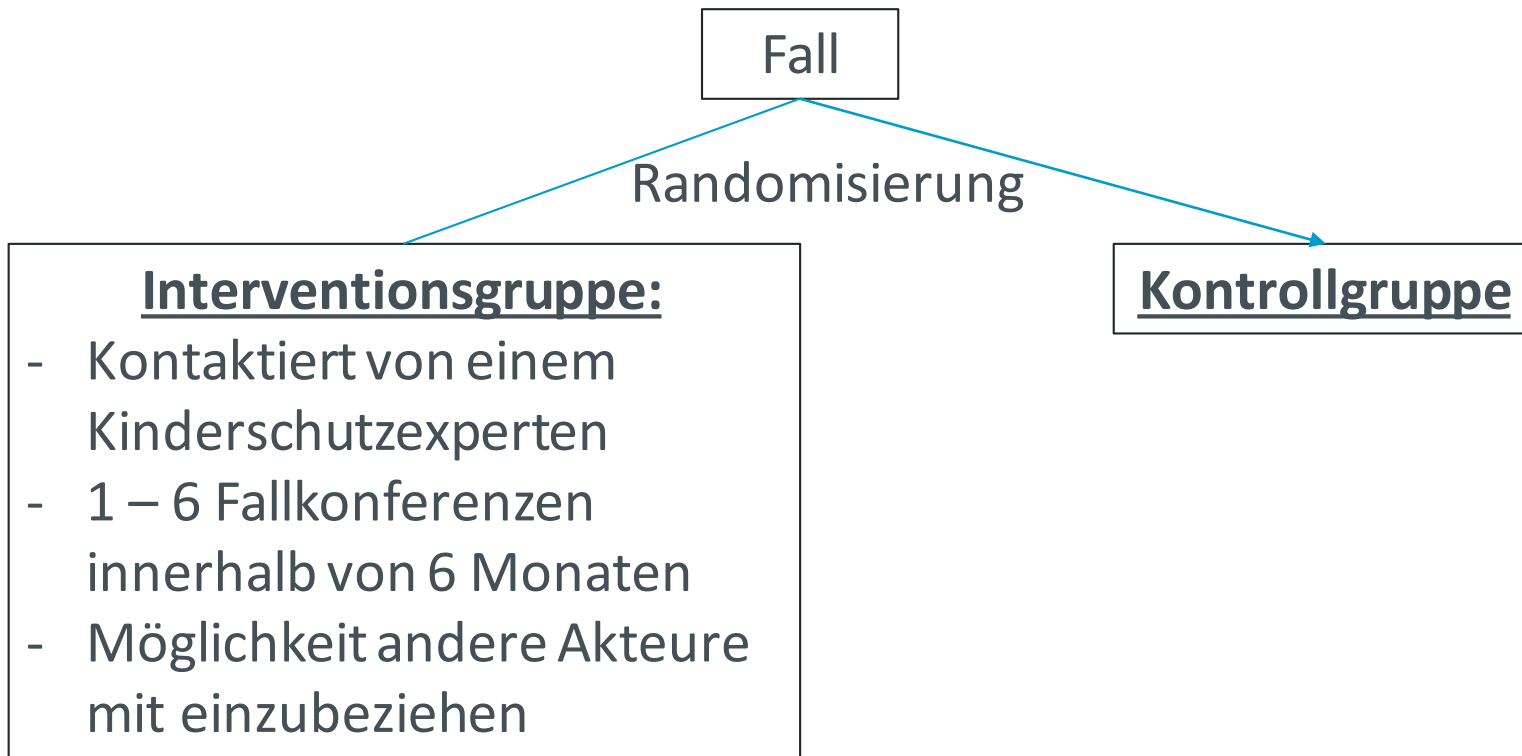 Fall
Randomisierung
Interventionsgruppe:
- Kontaktiert von einem
Kinderschutzexperten
- 1 – 6 Fallkonferenzen
innerhalb von 6 Monaten
- Möglichkeit andere Akteure
mit einzubeziehen
Kontrollgruppe